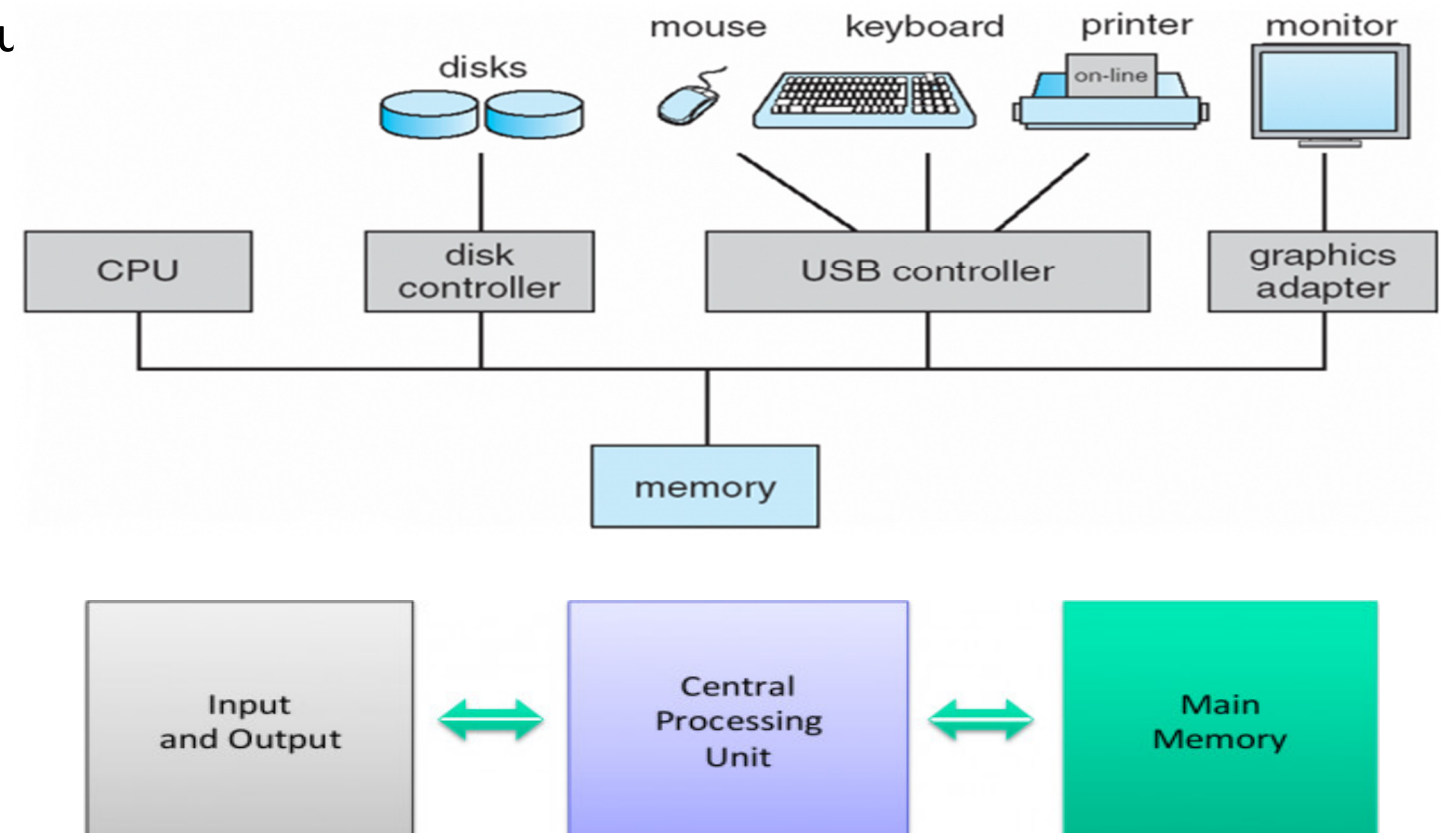 mouse keyboard printer monitor
disks
on-line
CPU
disk
controller
USB controller
graphics
adapter
memory
Input
and Output
Central
Processing
Unit
Main
Memory